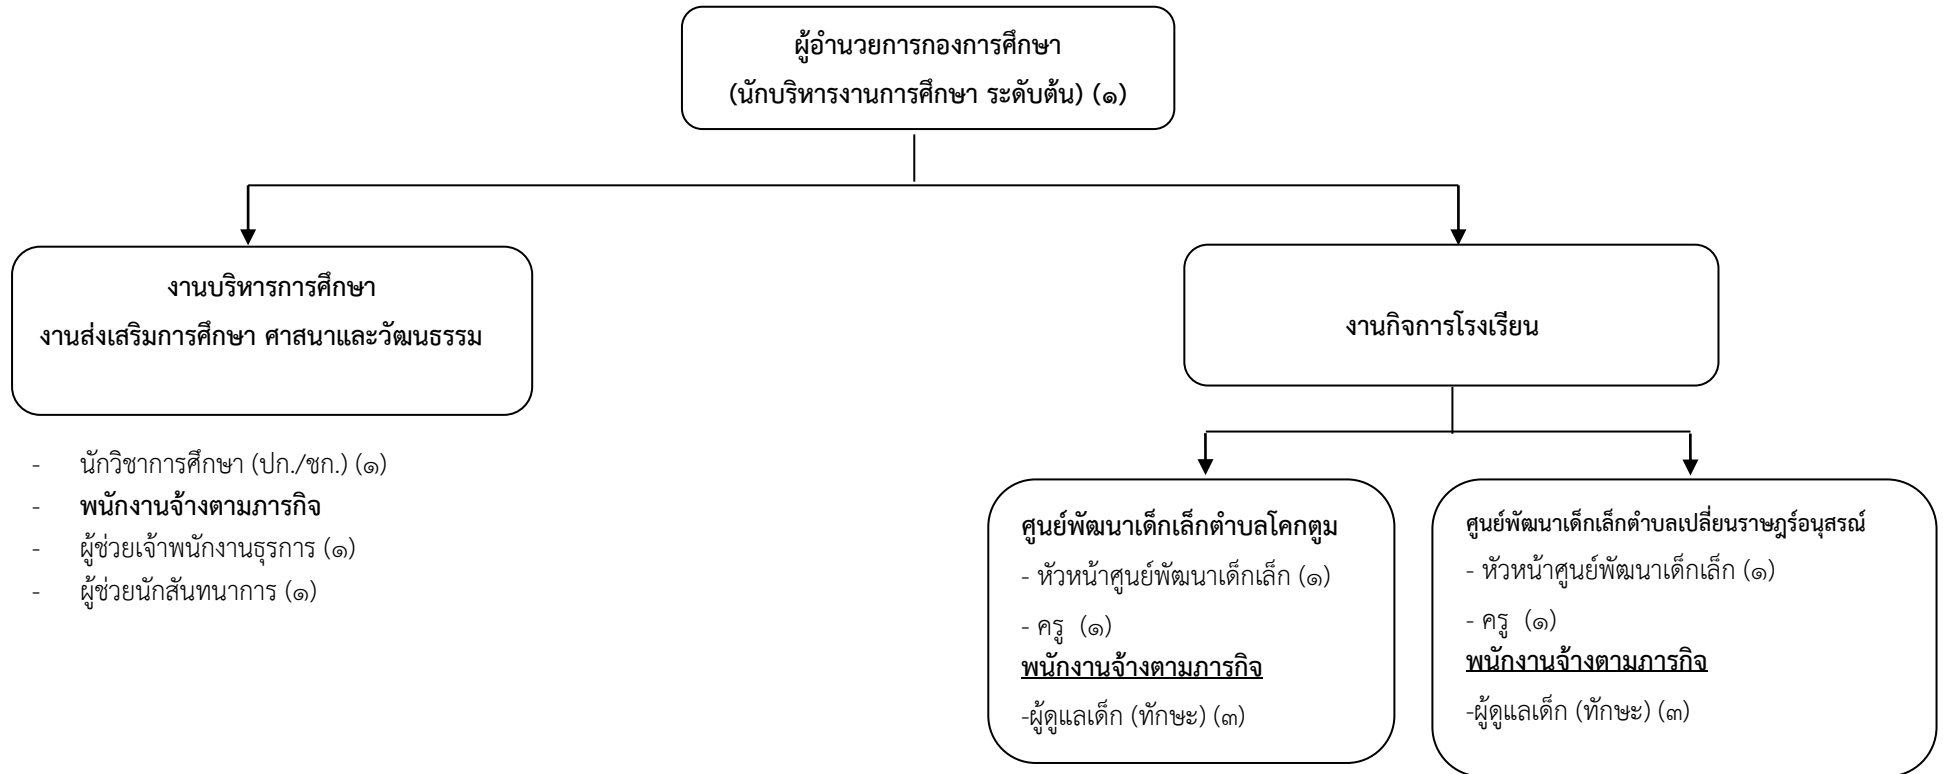 ผู้อำนวยการกองการศึกษา
(นักบริหารงานการศึกษา ระดับต้น) (๑)
งานบริหารการศึกษา
งานส่งเสริมการศึกษา ศาสนาและวัฒนธรรม
- นักวิชาการศึกษา (ปก./ชก.) (๑)
- พนักงานจ้างตามภารกิจ
- ผู้ช่วยเจ้าพนักงานธุรการ (๑)
- ผู้ช่วยนักสันทนาการ (๑)
งานกิจการโรงเรียน
ศูนย์พัฒนาเด็กเล็กตำบลโคกตูม
- หัวหน้าศูนย์พัฒนาเด็กเล็ก (๑)
- ครู (๑)
พนักงานจ้างตามภารกิจ
-ผู้ดูแลเด็ก (ทักษะ) (๓)
ศูนย์พัฒนาเด็กเล็กตำบลเปลี่ยนราษฎร์อนุสรณ์
- หัวหน้าศูนย์พัฒนาเด็กเล็ก (๑)
- ครู (๑)
พนักงานจ้างตามภารกิจ
-ผู้ดูแลเด็ก (ทักษะ) (๓)